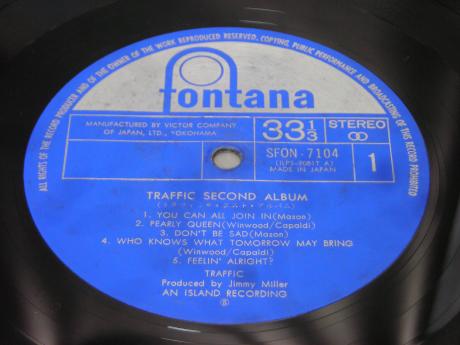 ALL RIGHTS OF THE RECORD PRODUCER AND OF THE OWNER OF THE WORK REPRODUCED RESERVED. COPYING, PUBLIC PERFORMANCE AND BROADCASTING OF THIS RECORD PROHIBITED
fontana
MANUFACTURED BY VICTOR COMPANY
OF JAPAN, LTD., YOKOHAMA
33 1/3
STEREO
SFON-7104
(ILPS-9081T A)
MADE IN JAPAN
1
TRAFFIC SECOND ALBUM
1. YOU CAN ALL JOIN IN(Mason)
2. PEARLY QUEEN(Winwood/Capaldi)
3. DON'T BE SAD(Mason)
4. WHO KNOWS WHAT TOMORROW MAY BRING
(Winwood/Capaldi)
5. FEELIN' ALRIGHT?
TRAFFIC
Produced by Jimmy Miller
AN ISLAND RECORDING